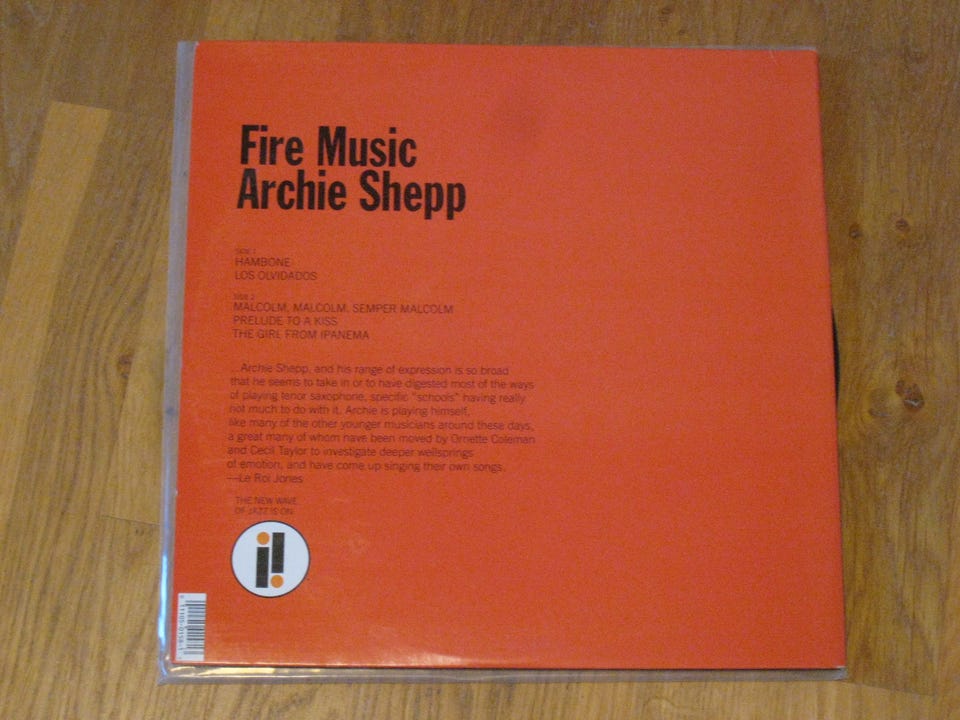 Fire Music
Archie Shepp
SIDE 1
HAMBONE
LOS OLVIDADOS
SIDE 2
MALCOLM, MALCOLM. SEMPER MALCOLM
PRELUDE TO A KISS
THE GIRL FROM IPANEMA
...Archie Shepp, and his range of expression is so broad
that he seems to take in or to have digested most of the ways
of playing tenor saxophone, specific "schools" having really
not much to do with it. Archie is playing himself,
like many of the other younger musicians around these days,
a great many of whom have been moved by Ornette Coleman
and Cecil Taylor to investigate deeper wellsprings
of emotion, and have come up singing their own songs.
—Le Roi Jones
THE NEW WAVE
OF JAZZ IS ON
i!